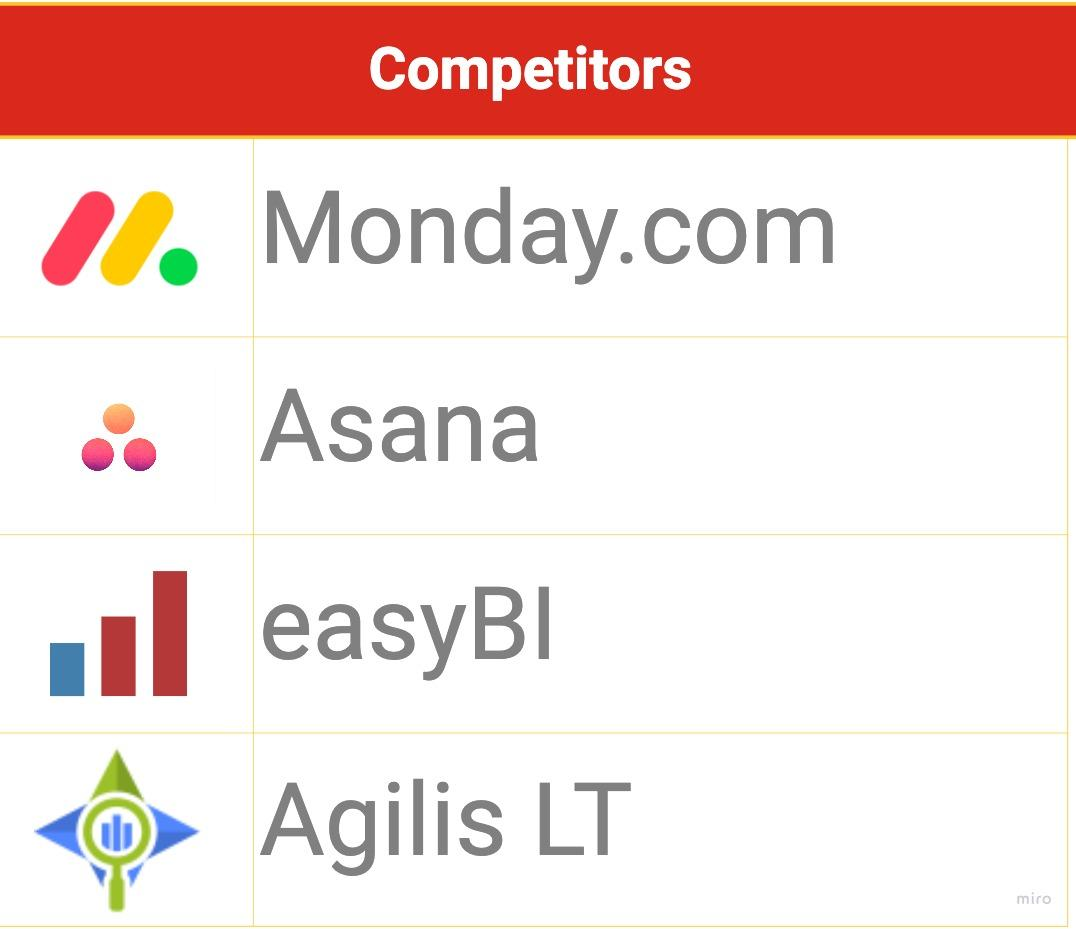 Competitors
Monday.com
Asana
easyBI
Agilis LT
miro